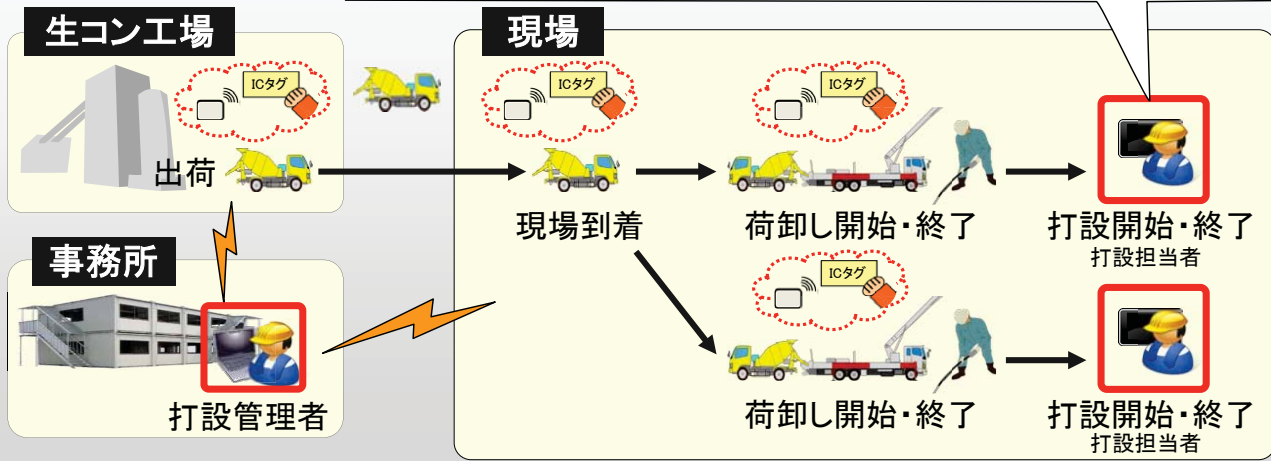 生コン工場
ICタグ
出荷
事務所
打設管理者
現場
ICタグ
現場到着
ICタグ
荷卸し開始・終了
打設開始・終了
打設担当者
ICタグ
荷卸し開始・終了
打設開始・終了
打設担当者